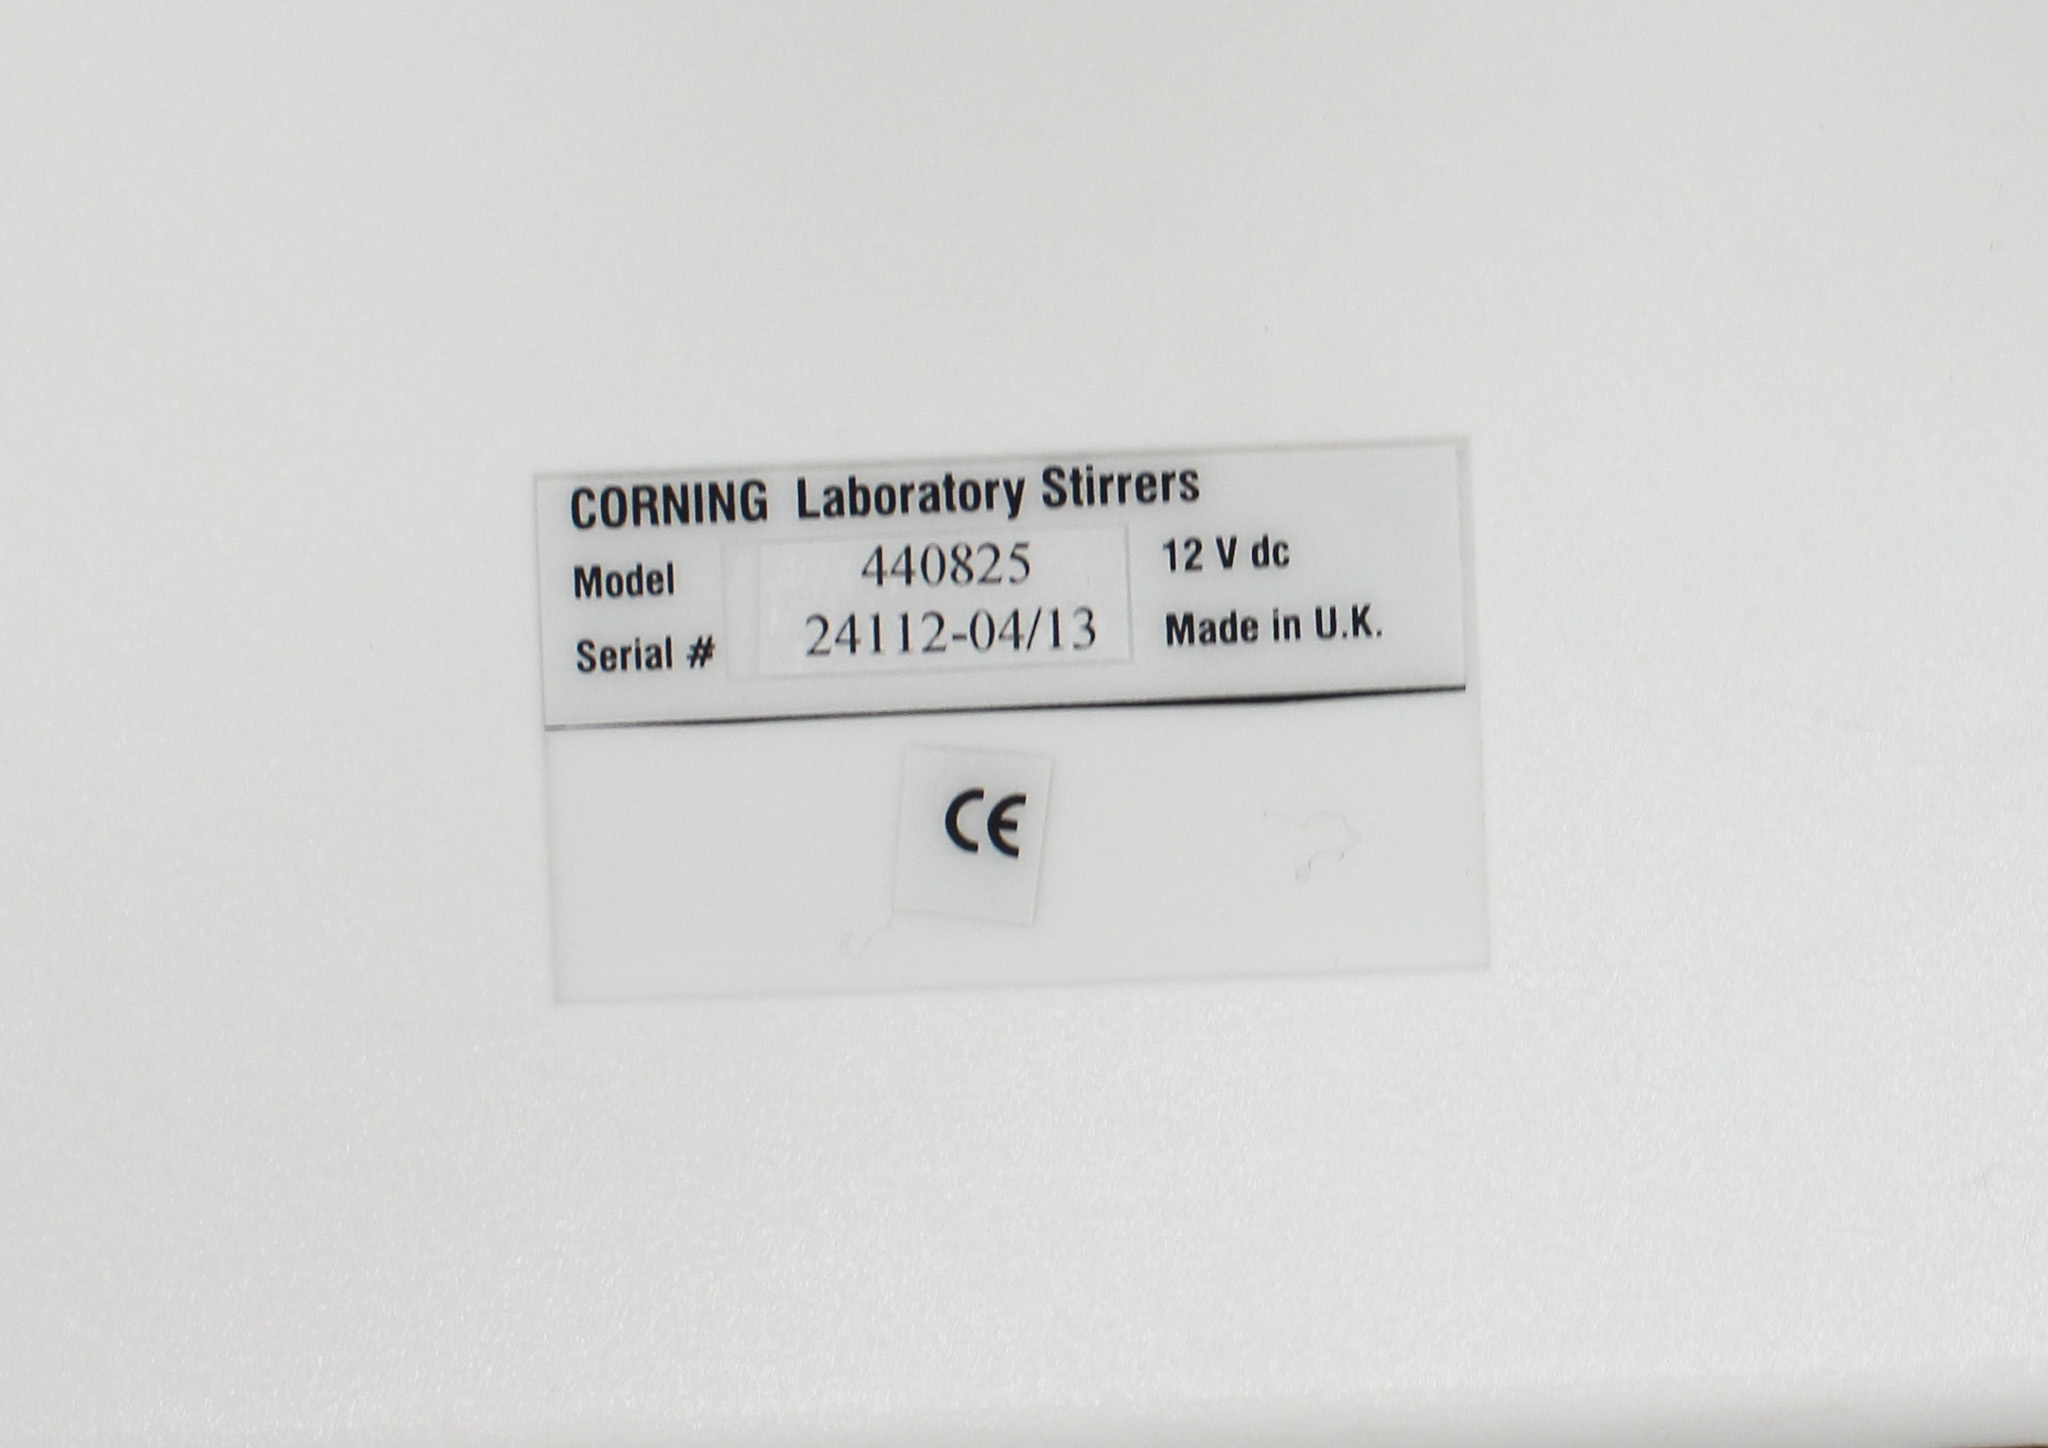 CORNING Laboratory Stirrers
Model 440825 12 V dc
Serial # 24112-04/13 Made in U.K.
CE